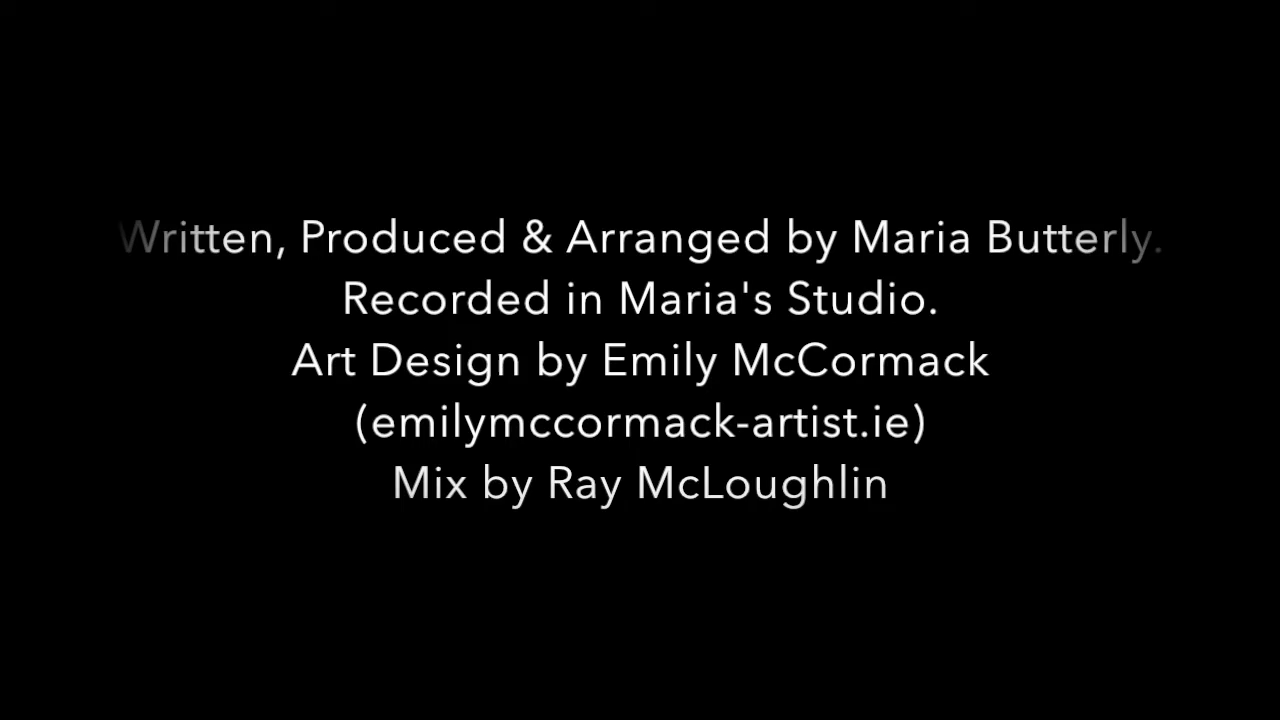 Written, Produced & Arranged by Maria Butterly.
Recorded in Maria's Studio.
Art Design by Emily McCormack
(emilymccormack-artist.ie)
Mix by Ray McLoughlin